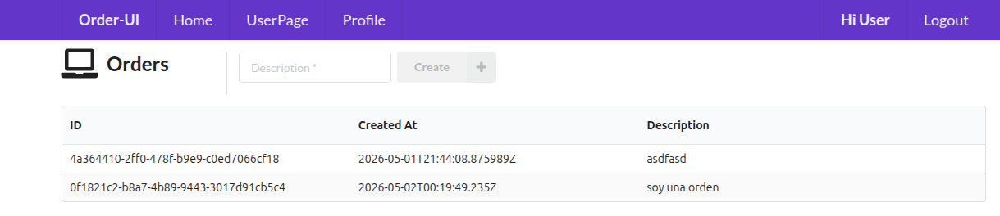 Order-UI Home UserPage Profile Hi User Logout
Orders Description * Create +
ID Created At Description
4a364410-2ff0-478f-b9e9-c0ed7066cf18 2026-05-01T21:44:08.875989Z asdfasd
0f1821c2-b8a7-4b89-9443-3017d91cb5c4 2026-05-02T00:19:49.235Z soy una orden